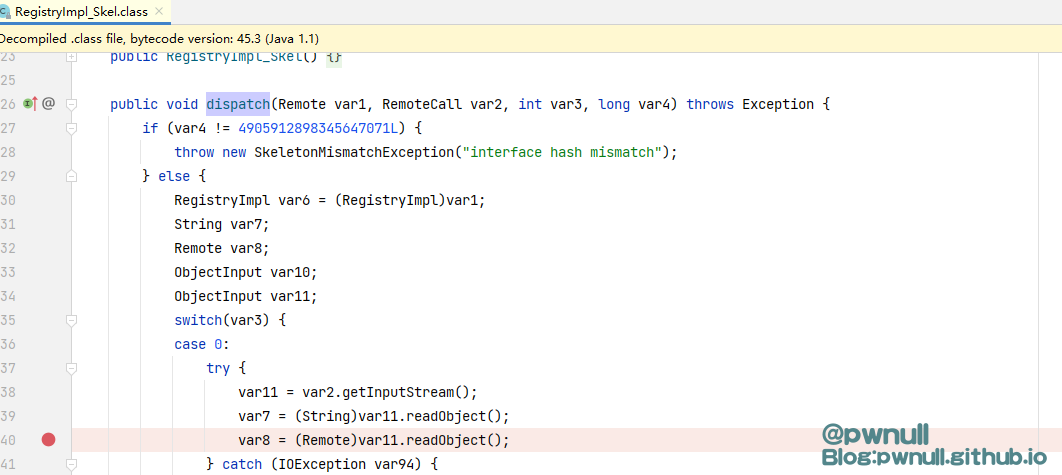 RegistryImpl_Skel.class
Decompiled .class file, bytecode version: 45.3 (Java 1.1)
23 public RegistryImpl_Skel() {}
25
26 public void dispatch(Remote var1, RemoteCall var2, int var3, long var4) throws Exception {
27 if (var4 != 4905912898345647071L) {
28 throw new SkeletonMismatchException("interface hash mismatch");
29 } else {
30 RegistryImpl var6 = (RegistryImpl)var1;
31 String var7;
32 Remote var8;
33 ObjectInput var10;
34 ObjectInput var11;
35 switch(var3) {
36 case 0:
37 try {
38 var11 = var2.getInputStream();
39 var7 = (String)var11.readObject();
40 var8 = (Remote)var11.readObject();
41 } catch (IOException var94) {
@pwnull
Blog:pwnull.github.io